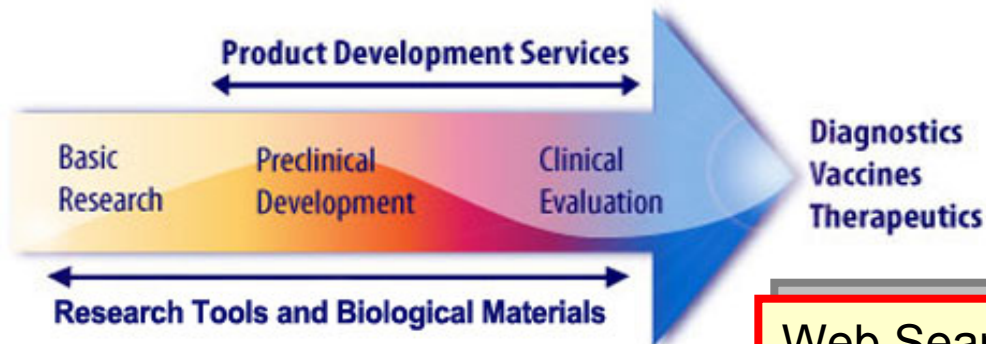 Product Development Services
Basic
Research
Preclinical
Development
Clinical
Evaluation
Diagnostics
Vaccines
Therapeutics
Research Tools and Biological Materials